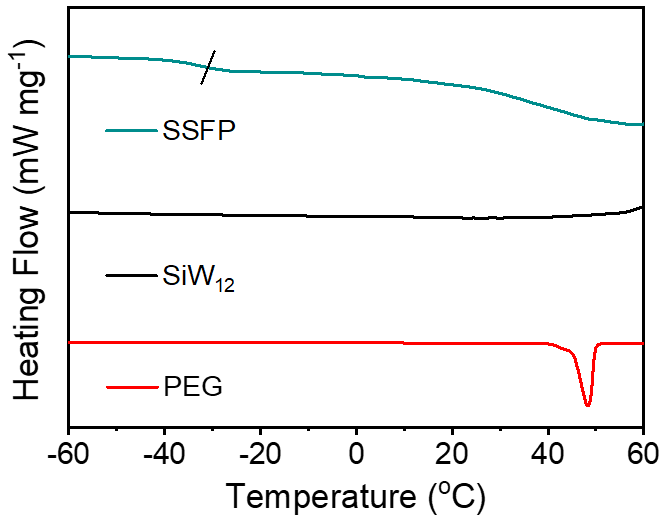 Heating Flow (mW mg⁻¹)
SSFP
SiW₁₂
PEG
-60 -40 -20 0 20 40 60
Temperature (°C)